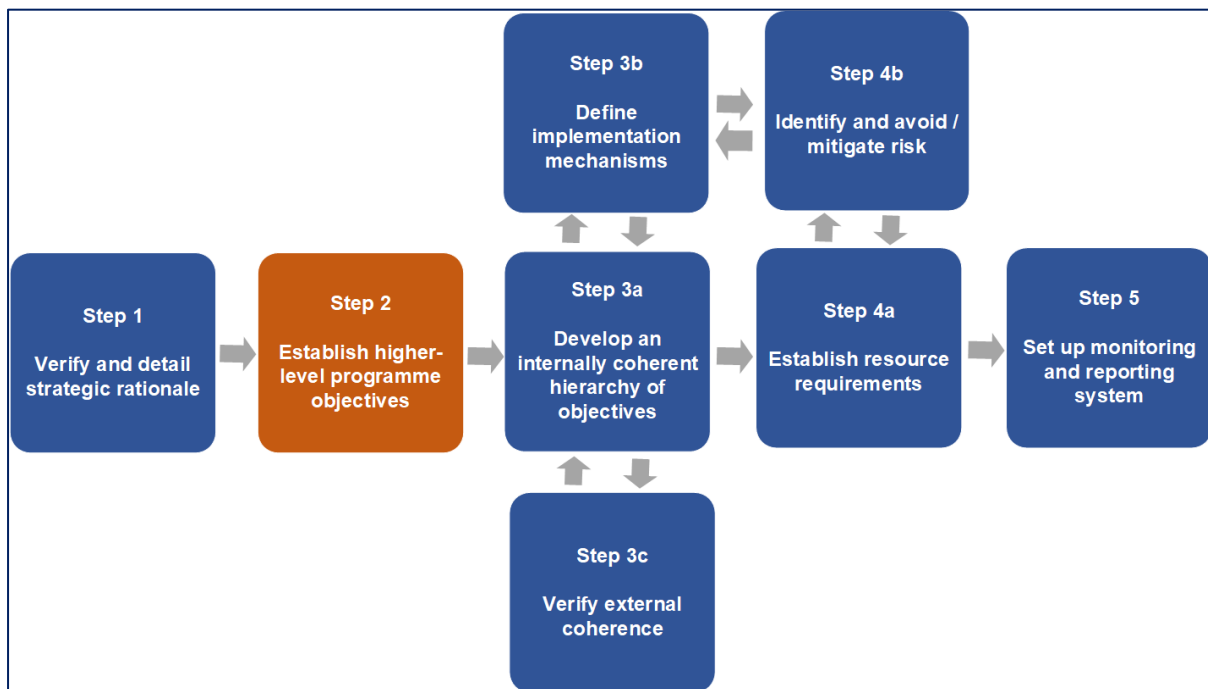 Step 3b
Define
implementation
mechanisms
Step 4b
Identify and avoid /
mitigate risk
Step 1
Verify and detail
strategic rationale
Step 2
Establish higher-
level programme
objectives
Step 3a
Develop an
internally coherent
hierarchy of
objectives
Step 4a
Establish resource
requirements
Step 5
Set up monitoring
and reporting
system
Step 3c
Verify external
coherence